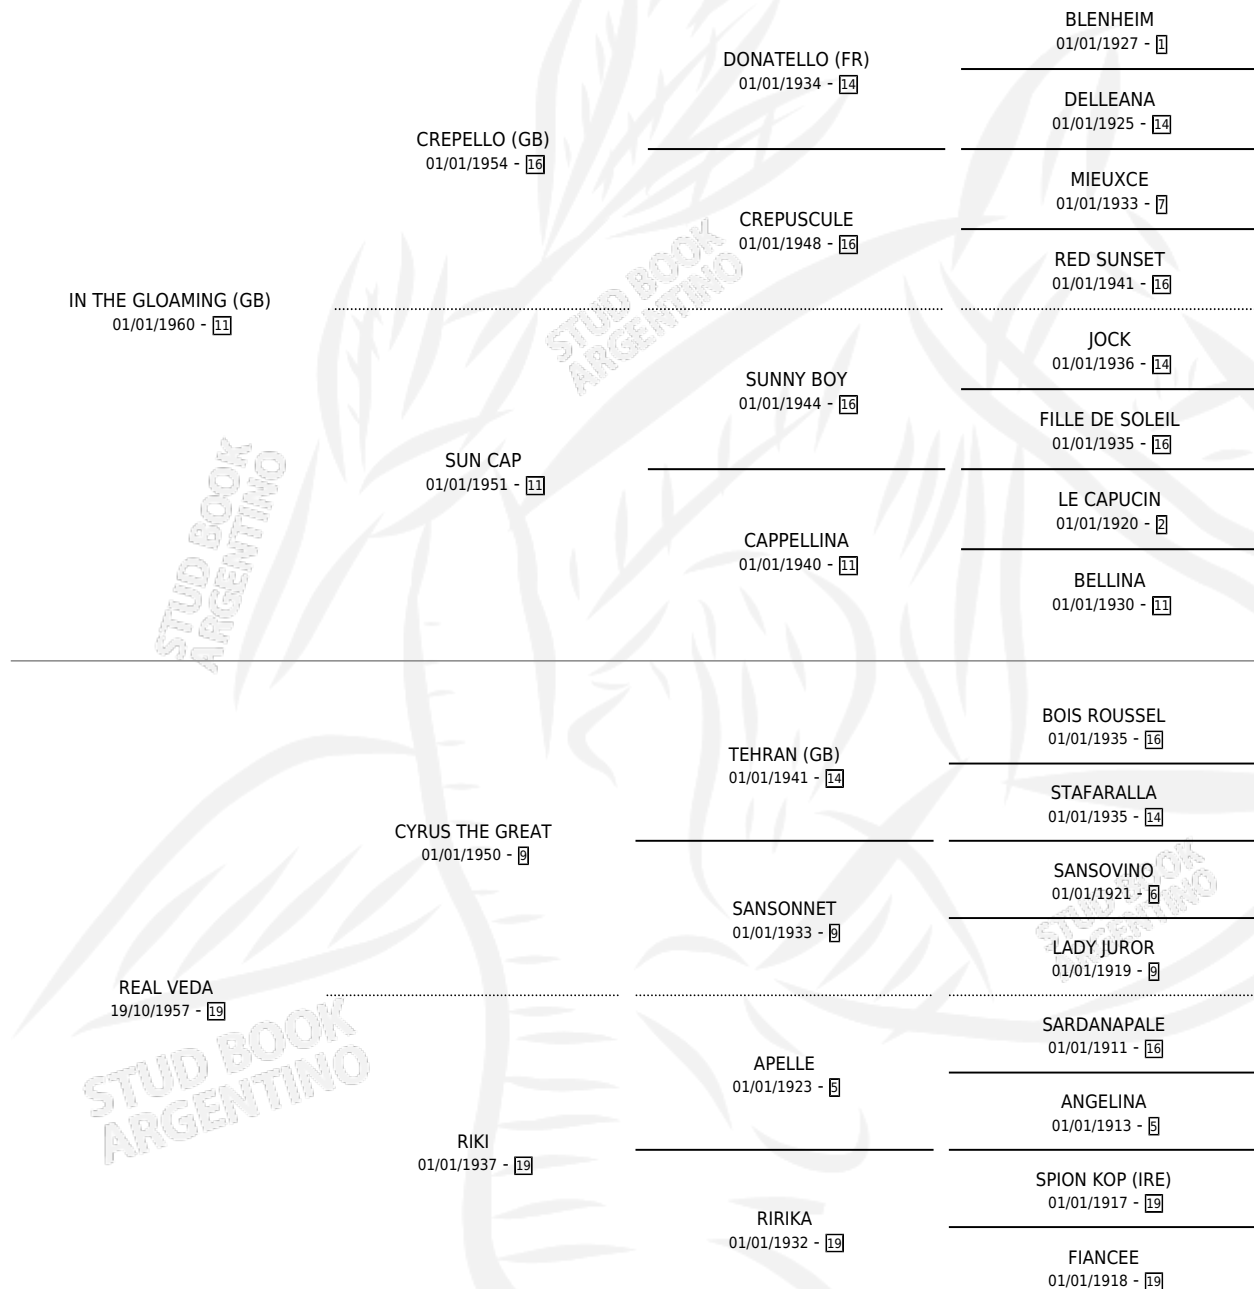 BLENHEIM
01/01/1927 - 1
DONATELLO (FR)
01/01/1934 - 14
DELLEANA
01/01/1925 - 14
CREPELLO (GB)
01/01/1954 - 16
MIEUXCE
01/01/1933 - 7
CREPUSCULE
01/01/1948 - 16
RED SUNSET
01/01/1941 - 16
IN THE GLOAMING (GB)
01/01/1960 - 11
JOCK
01/01/1936 - 14
SUNNY BOY
01/01/1944 - 16
FILLE DE SOLEIL
01/01/1935 - 16
SUN CAP
01/01/1951 - 11
LE CAPUCIN
01/01/1920 - 2
CAPPELLINA
01/01/1940 - 11
BELLINA
01/01/1930 - 11
BOIS ROUSSEL
01/01/1935 - 16
TEHRAN (GB)
01/01/1941 - 14
STAFARALLA
01/01/1935 - 14
CYRUS THE GREAT
01/01/1950 - 9
SANSOVINO
01/01/1921 - 6
SANSONNET
01/01/1933 - 9
LADY JUROR
01/01/1919 - 9
REAL VEDA
19/10/1957 - 19
SARDANAPALE
01/01/1911 - 16
APELLE
01/01/1923 - 5
ANGELINA
01/01/1913 - 5
RIKI
01/01/1937 - 19
SPION KOP (IRE)
01/01/1917 - 19
RIRIKA
01/01/1932 - 19
FIANCEE
01/01/1918 - 19
STUD BOOK
ARGENTINO
STUD BOOK
ARGENTINO
STUD BOOK
ARGENTINO
STUD BOOK
ARGENTINO